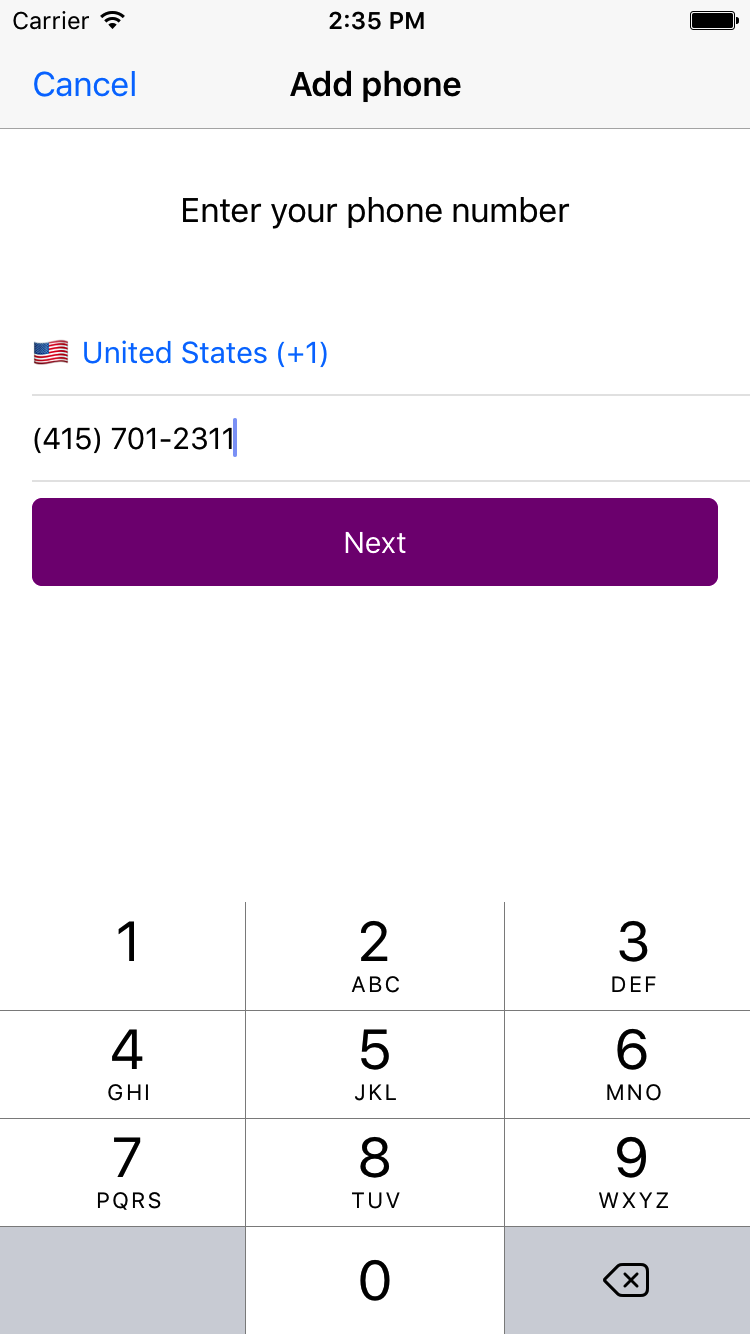 Carrier 2:35 PM
Cancel Add phone
Enter your phone number
United States (+1)
(415) 701-2311
Next
1 2 3
ABC DEF
4 5 6
GHI JKL MNO
7 8 9
PQRS TUV WXYZ
0